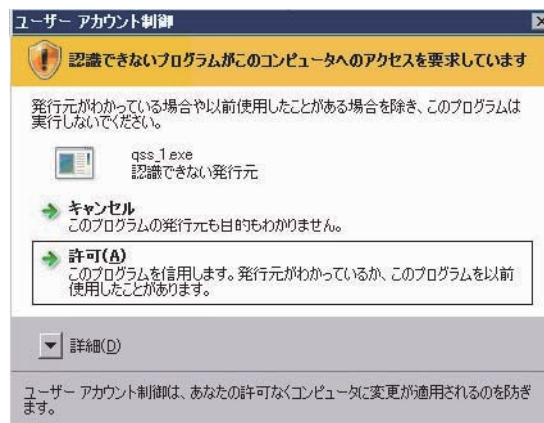 ユーザー アカウント制御
認識できないプログラムがこのコンピュータへのアクセスを要求しています
発行元がわかっている場合や以前使用したことがある場合を除き、このプログラムは
実行しないでください。
qss_1.exe
認識できない発行元
キャンセル
このプログラムの発行元も目的もわかりません。
許可(A)
このプログラムを信用します。発行元がわかっているか、このプログラムを以前
使用したことがあります。
詳細(D)
ユーザー アカウント制御は、あなたの許可なくコンピュータに変更が適用されるのを防ぎ
ます。